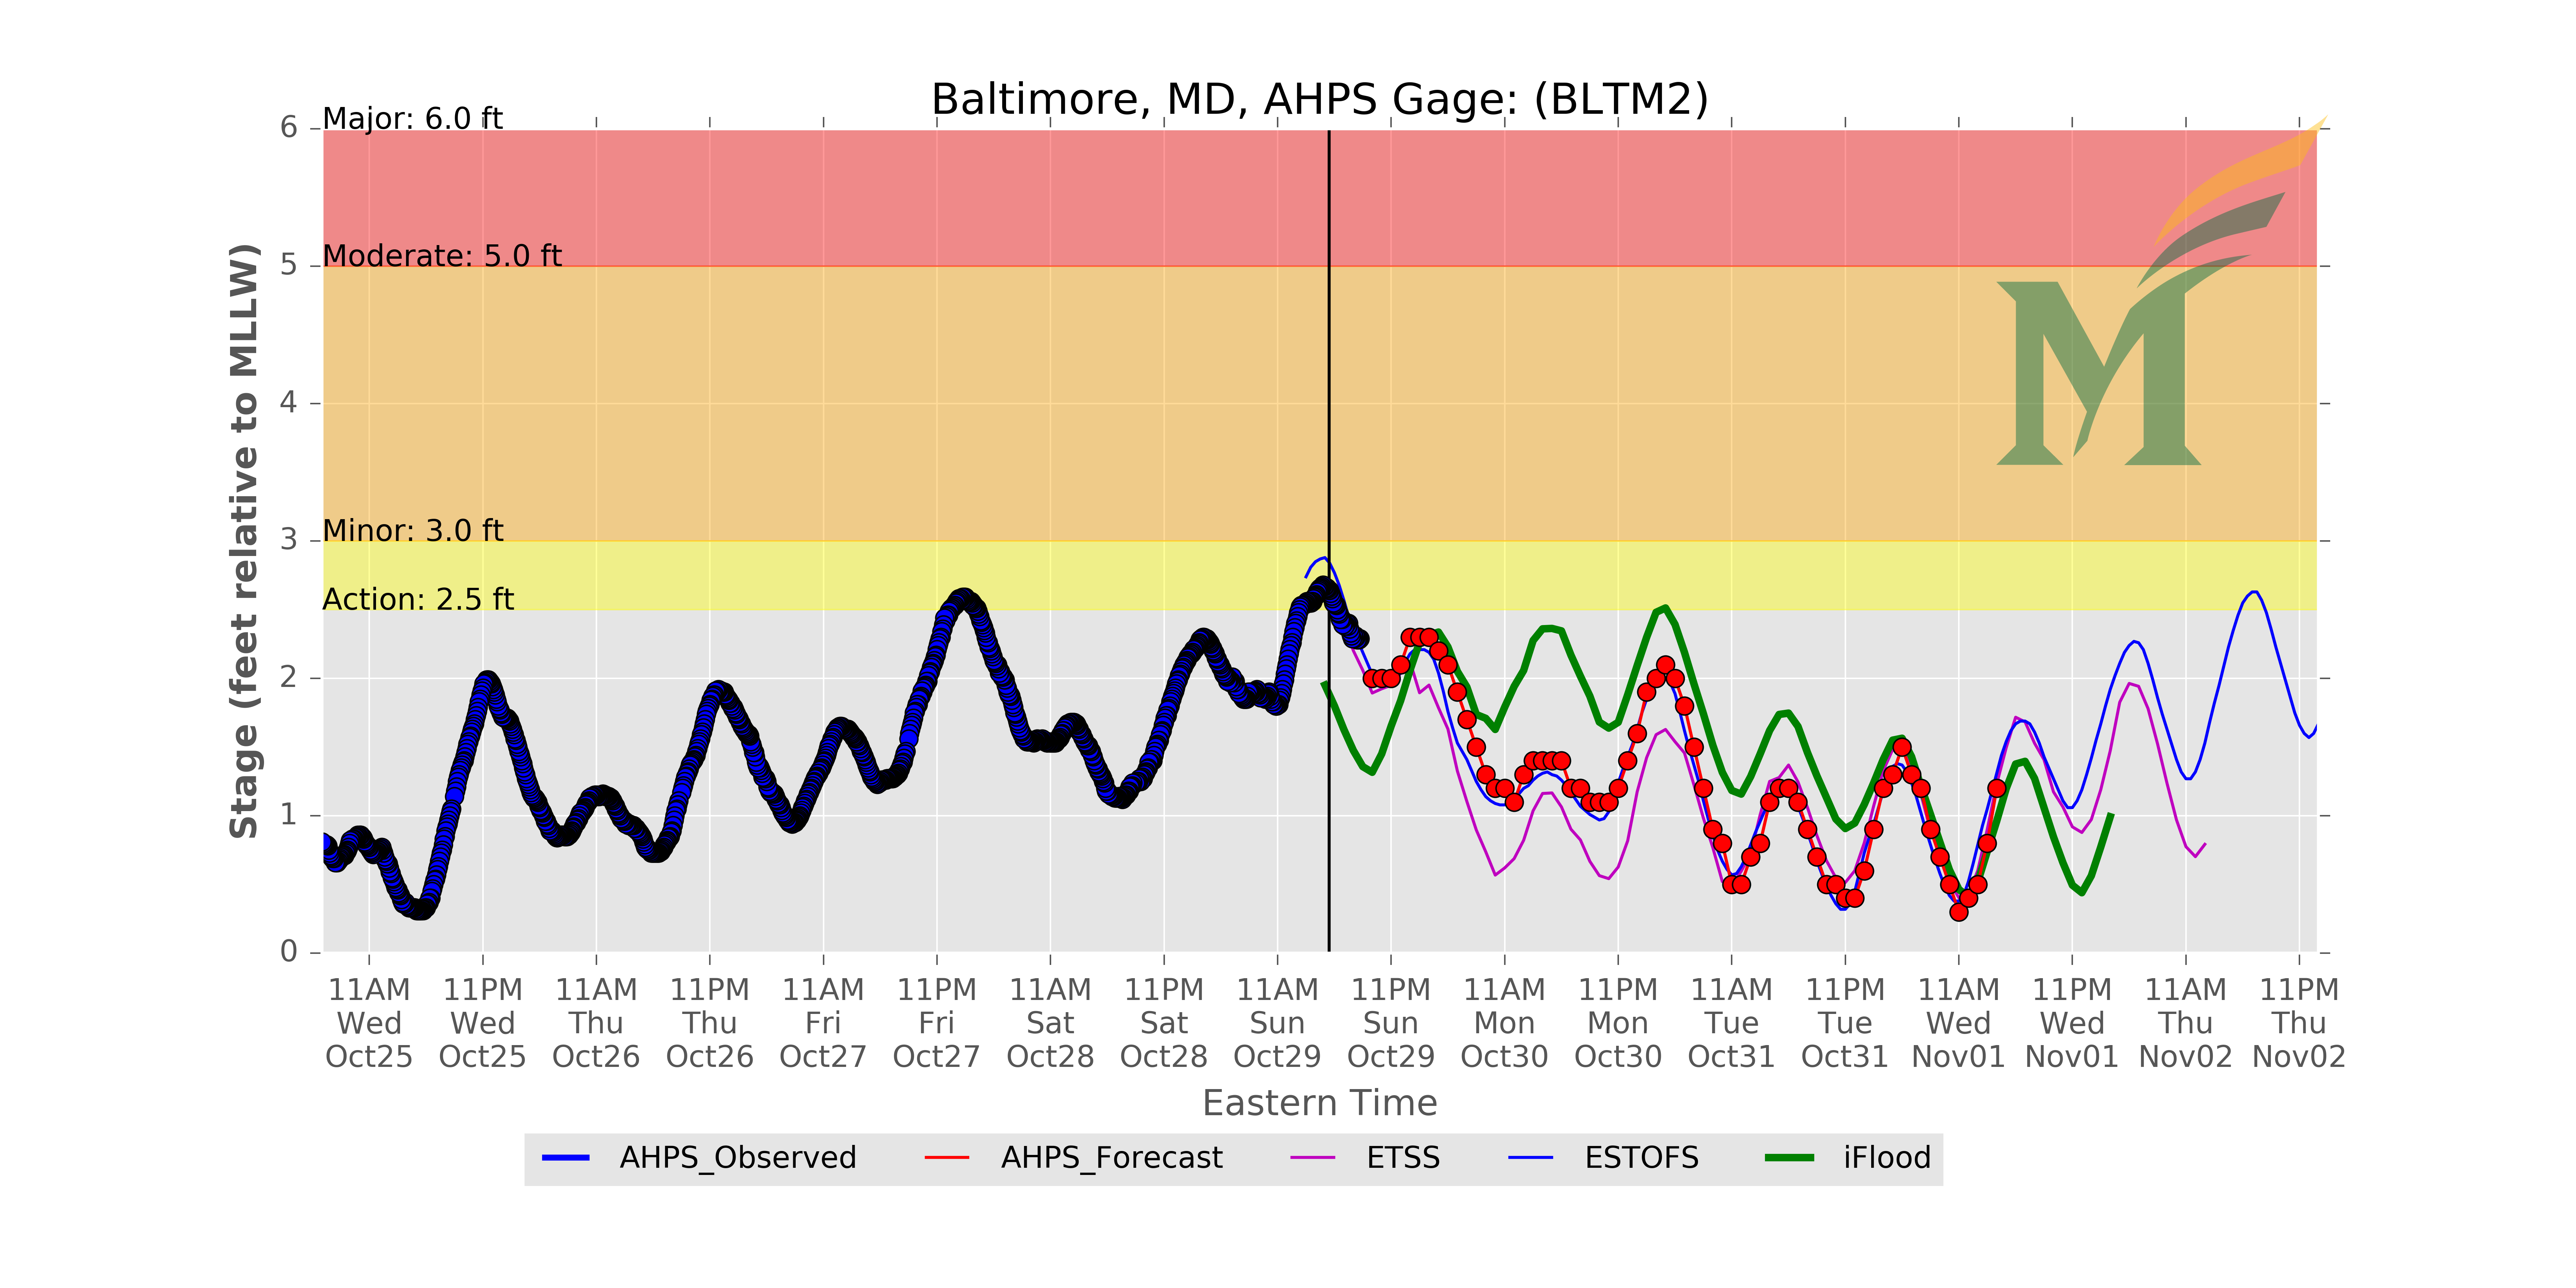 Baltimore, MD, AHPS Gage: (BLTM2)
Major: 6.0 ft
Moderate: 5.0 ft
Minor: 3.0 ft
Action: 2.5 ft
Stage (feet relative to MLLW)
6
5
4
3
2
1
0
11AM 11PM 11AM 11PM 11AM 11PM 11AM 11PM 11AM 11PM 11AM 11PM 11AM 11PM 11AM 11PM 11AM 11PM
Wed Wed Thu Thu Fri Fri Sat Sat Sun Sun Mon Mon Tue Tue Wed Wed Thu Thu
Oct25 Oct25 Oct26 Oct26 Oct27 Oct27 Oct28 Oct28 Oct29 Oct29 Oct30 Oct30 Oct31 Oct31 Nov01 Nov01 Nov02 Nov02
Eastern Time
AHPS_Observed AHPS_Forecast ETSS ESTOFS iFlood
M